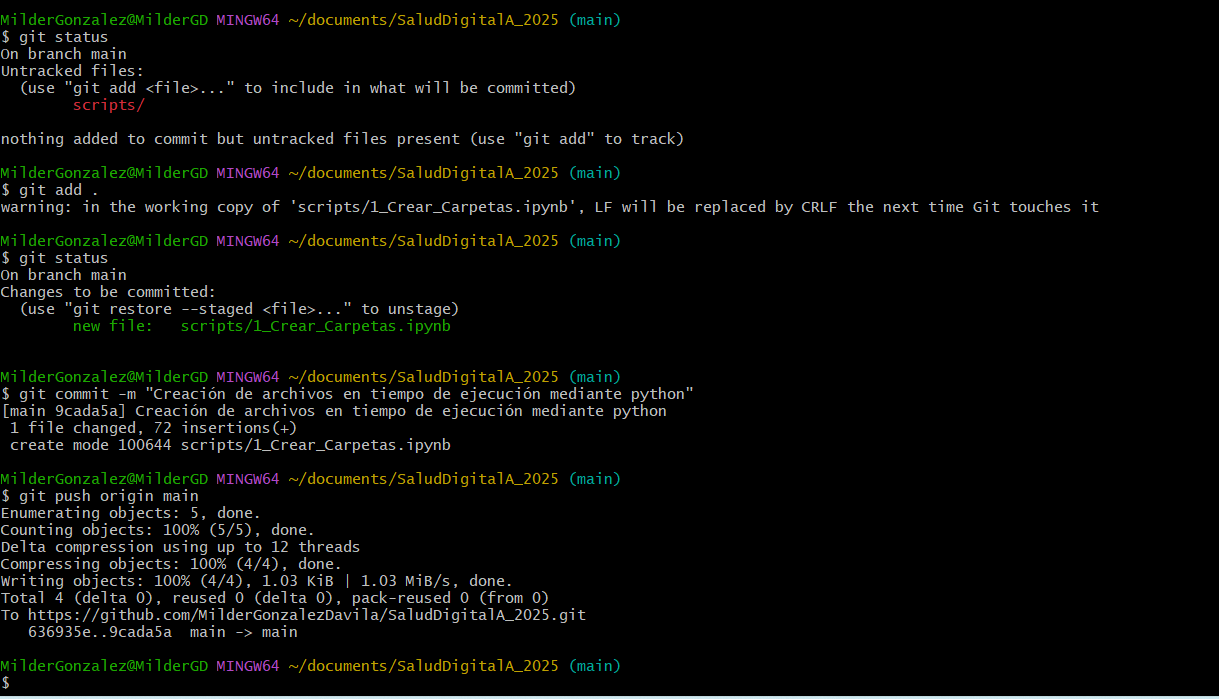 MilderGonzalez@MilderGD MINGW64 ~/documents/SaludDigitalA_2025 (main)
$ git status
On branch main
Untracked files:
  (use "git add <file>..." to include in what will be committed)
        scripts/

nothing added to commit but untracked files present (use "git add" to track)

MilderGonzalez@MilderGD MINGW64 ~/documents/SaludDigitalA_2025 (main)
$ git add .
warning: in the working copy of 'scripts/1_Crear_Carpetas.ipynb', LF will be replaced by CRLF the next time Git touches it

MilderGonzalez@MilderGD MINGW64 ~/documents/SaludDigitalA_2025 (main)
$ git status
On branch main
Changes to be committed:
  (use "git restore --staged <file>..." to unstage)
        new file:   scripts/1_Crear_Carpetas.ipynb


MilderGonzalez@MilderGD MINGW64 ~/documents/SaludDigitalA_2025 (main)
$ git commit -m "Creación de archivos en tiempo de ejecución mediante python"
[main 9cada5a] Creación de archivos en tiempo de ejecución mediante python
 1 file changed, 72 insertions(+)
 create mode 100644 scripts/1_Crear_Carpetas.ipynb

MilderGonzalez@MilderGD MINGW64 ~/documents/SaludDigitalA_2025 (main)
$ git push origin main
Enumerating objects: 5, done.
Counting objects: 100% (5/5), done.
Delta compression using up to 12 threads
Compressing objects: 100% (4/4), done.
Writing objects: 100% (4/4), 1.03 KiB | 1.03 MiB/s, done.
Total 4 (delta 0), reused 0 (delta 0), pack-reused 0 (from 0)
To https://github.com/MilderGonzalezDavila/SaludDigitalA_2025.git
   636935e..9cada5a  main -> main

MilderGonzalez@MilderGD MINGW64 ~/documents/SaludDigitalA_2025 (main)
$